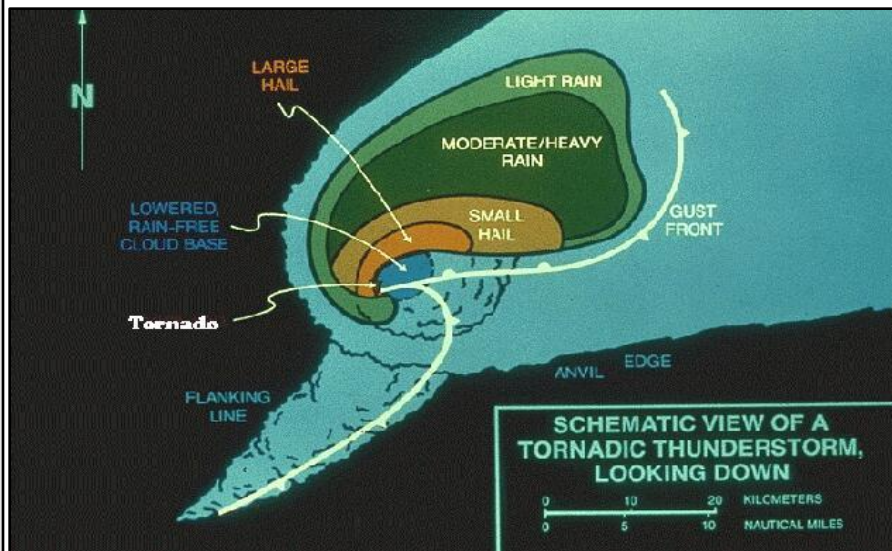 N
LARGE
HAIL
LIGHT RAIN
MODERATE/HEAVY
RAIN
LOWERED,
RAIN-FREE
CLOUD BASE
SMALL
HAIL
GUST
FRONT
Tornado
ANVIL EDGE
FLANKING
LINE
SCHEMATIC VIEW OF A
TORNADIC THUNDERSTORM,
LOOKING DOWN
0 10 20 KILOMETERS
0 5 10 NAUTICAL MILES